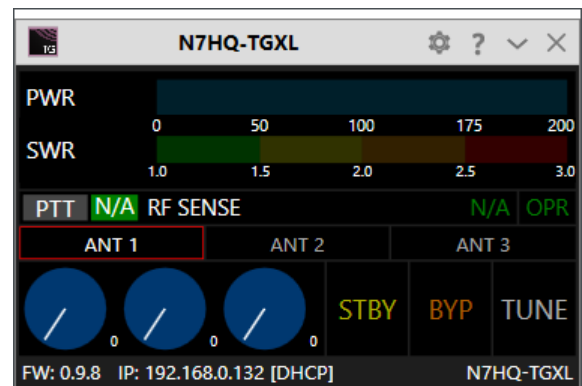 TG N7HQ-TGXL ?
PWR
0 50 100 175 200
SWR
1.0 1.5 2.0 2.5 3.0
PTT N/A RF SENSE N/A OPR
ANT 1 ANT 2 ANT 3
0 0 0 STBY BYP TUNE
FW: 0.9.8 IP: 192.168.0.132 [DHCP] N7HQ-TGXL